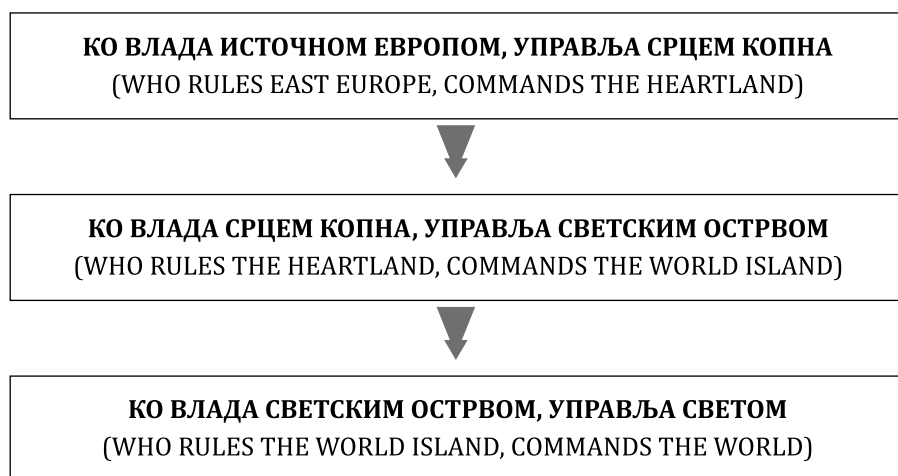 КО ВЛАДА ИСТОЧНОМ ЕВРОПОМ, УПРАВЉА СРЦЕМ КОПНА
(WHO RULES EAST EUROPE, COMMANDS THE HEARTLAND)
КО ВЛАДА СРЦЕМ КОПНА, УПРАВЉА СВЕТСКИМ ОСТРВОМ
(WHO RULES THE HEARTLAND, COMMANDS THE WORLD ISLAND)
КО ВЛАДА СВЕТСКИМ ОСТРВОМ, УПРАВЉА СВЕТОМ
(WHO RULES THE WORLD ISLAND, COMMANDS THE WORLD)